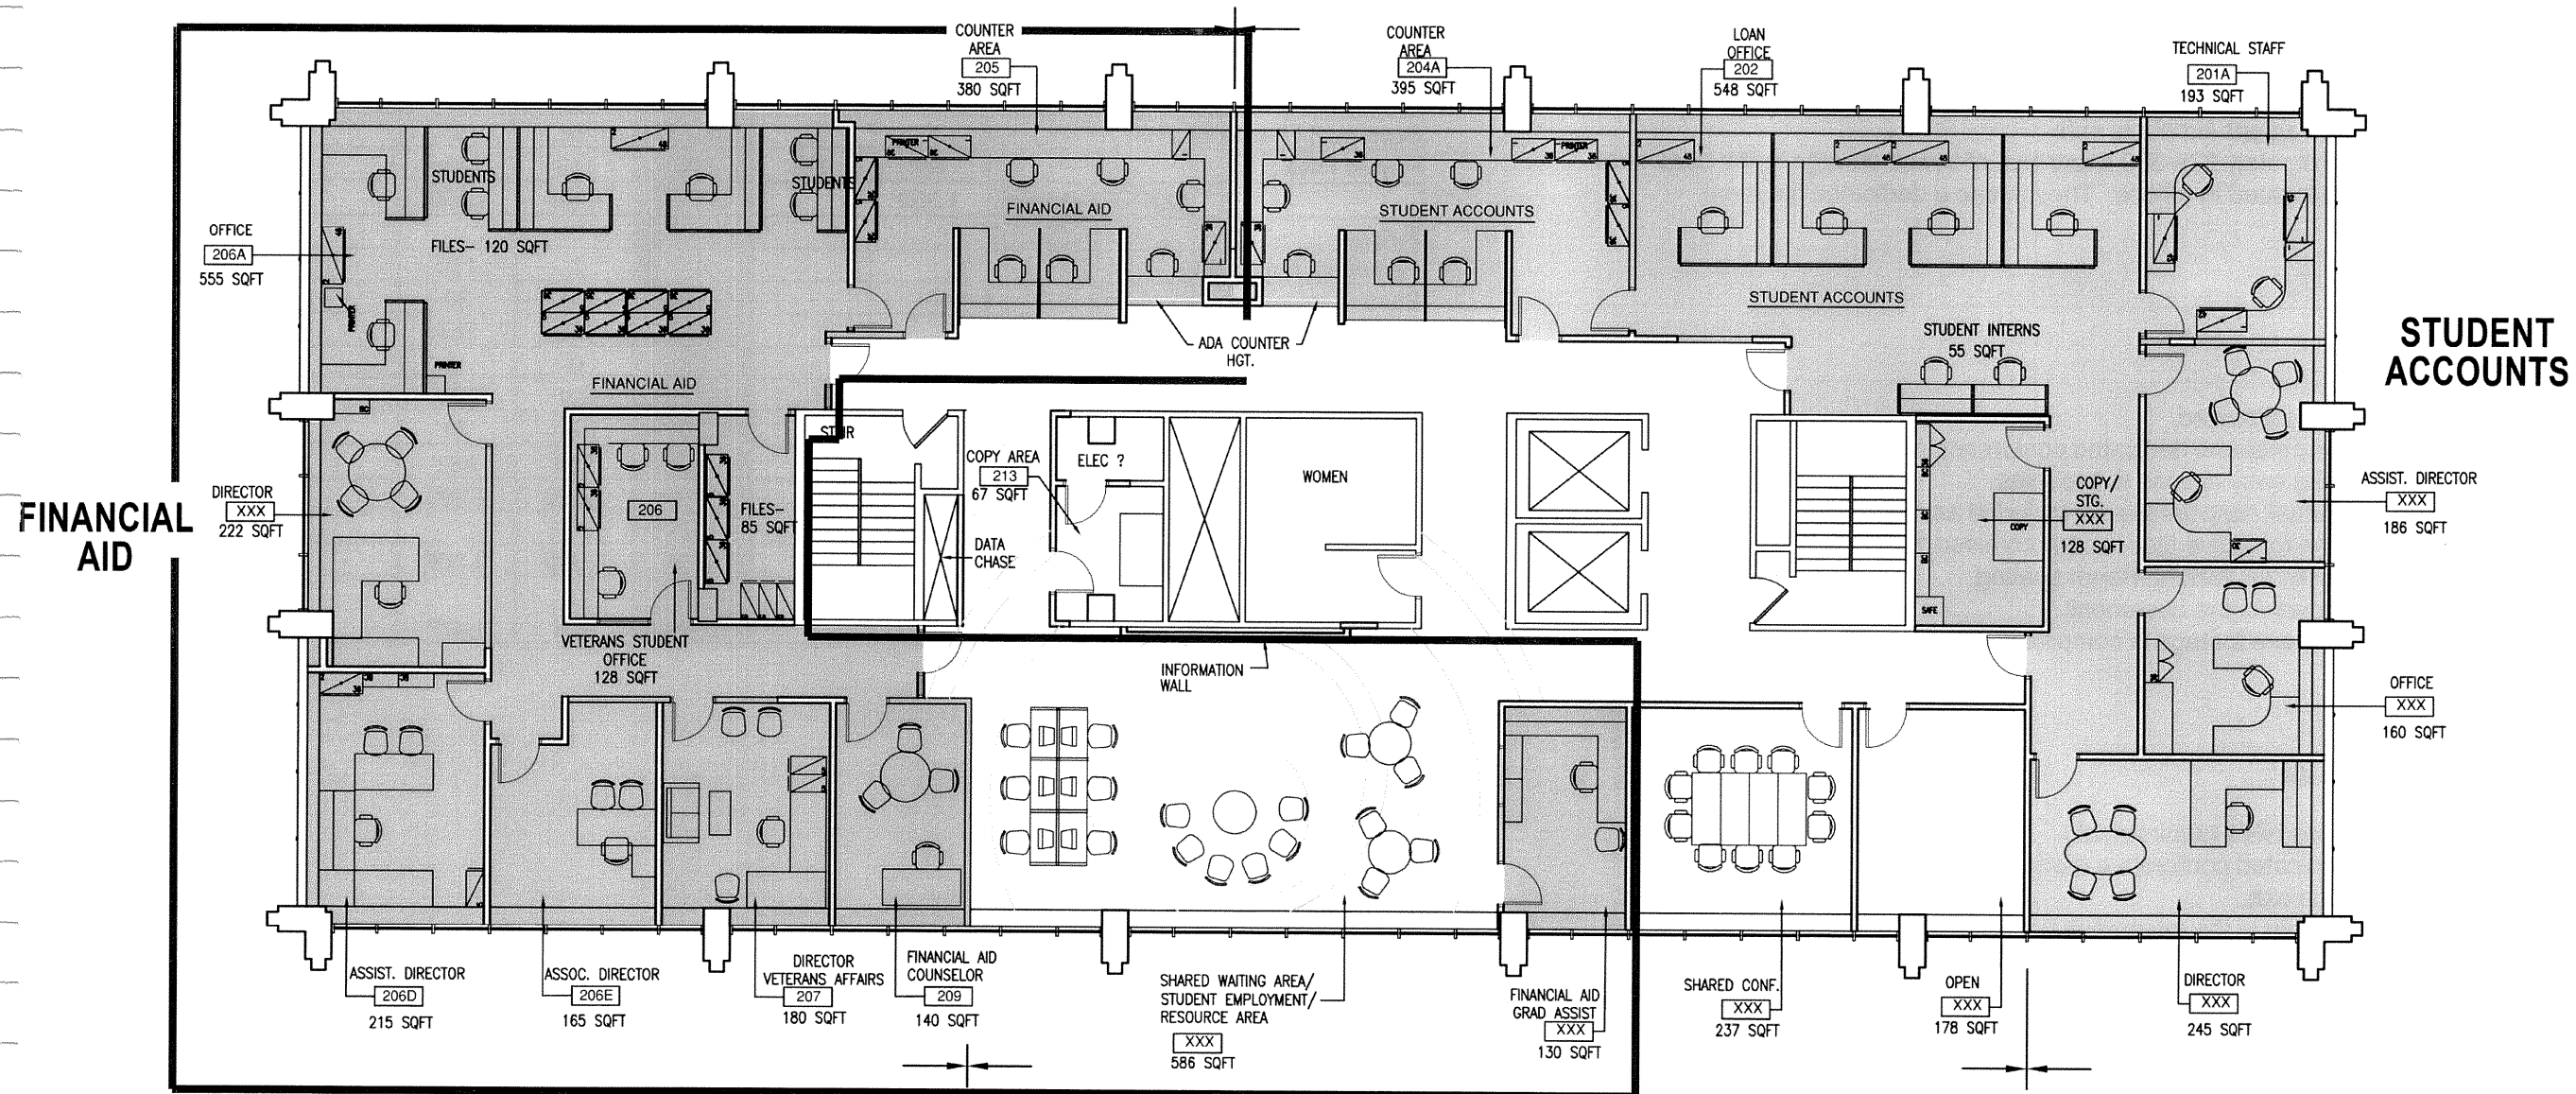 COUNTER
AREA
205
380 SQFT
COUNTER
AREA
204A
395 SQFT
LOAN
OFFICE
202
548 SQFT
TECHNICAL STAFF
201A
193 SQFT
STUDENTS
STUDENTS
PRINTER
PRINTER
FINANCIAL AID
STUDENT ACCOUNTS
OFFICE
206A
555 SQFT
FILES- 120 SQFT
PRINTER
PRINTER
STUDENT ACCOUNTS
STUDENT INTERNS
55 SQFT
ADA COUNTER
HGT.
FINANCIAL AID
STUDENT
ACCOUNTS
STAIR
COPY AREA
213
67 SQFT
ELEC ?
WOMEN
DIRECTOR
XXX
222 SQFT
FINANCIAL
AID
206
FILES-
85 SQFT
DATA
CHASE
COPY/
STG.
XXX
128 SQFT
COPY
SAFE
ASSIST. DIRECTOR
XXX
186 SQFT
VETERANS STUDENT
OFFICE
128 SQFT
INFORMATION
WALL
OFFICE
XXX
160 SQFT
ASSIST. DIRECTOR
206D
215 SQFT
ASSOC. DIRECTOR
206E
165 SQFT
DIRECTOR
VETERANS AFFAIRS
207
180 SQFT
FINANCIAL AID
COUNSELOR
209
140 SQFT
SHARED WAITING AREA/
STUDENT EMPLOYMENT/
RESOURCE AREA
XXX
586 SQFT
FINANCIAL AID
GRAD ASSIST
XXX
130 SQFT
SHARED CONF.
XXX
237 SQFT
OPEN
XXX
178 SQFT
DIRECTOR
XXX
245 SQFT